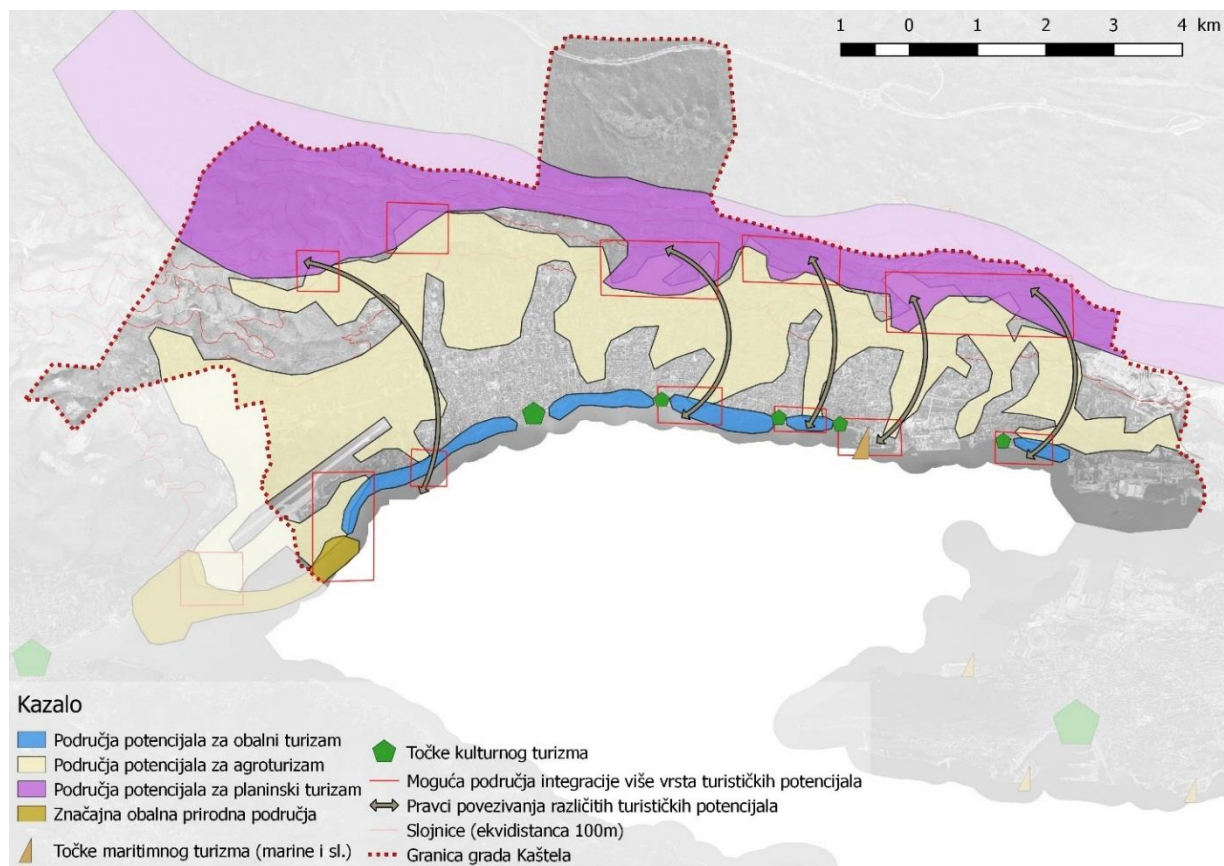 1 0 1 2 3 4 km
Kazalo
Područja potencijala za obalni turizam
Područja potencijala za agroturizam
Područja potencijala za planinski turizam
Značajna obalna prirodna područja
Točke maritimnog turizma (marine i sl.)
Točke kulturnog turizma
Moguća područja integracije više vrsta turističkih potencijala
Pravci povezivanja različitih turističkih potencijala
Slojnice (ekvidistanca 100m)
Granica grada Kaštela